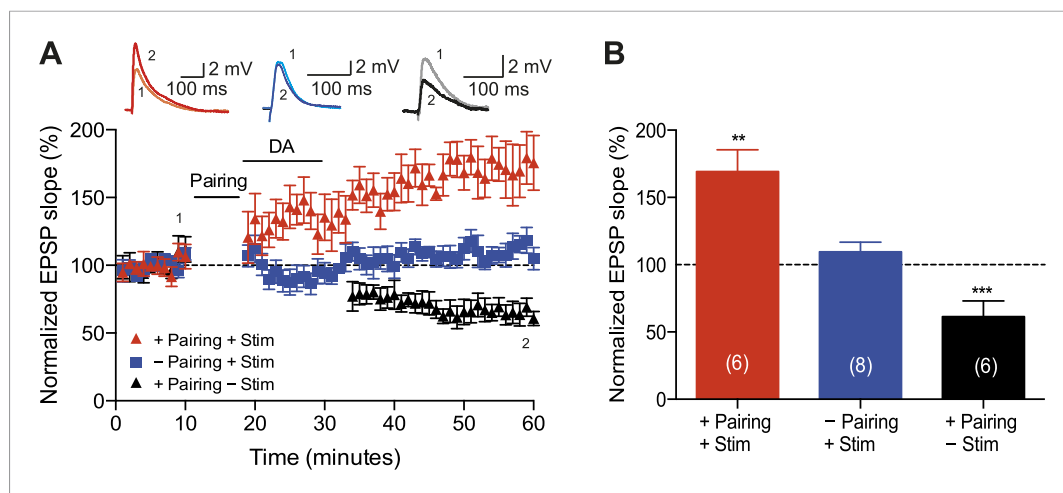 A
2
1
2 mV
100 ms
1
2
2 mV
100 ms
1
2
2 mV
100 ms
Normalized EPSP slope (%)
200
150
100
50
0
DA
Pairing
1
2
+ Pairing + Stim
− Pairing + Stim
+ Pairing − Stim
0 10 20 30 40 50 60
Time (minutes)
B
Normalized EPSP slope (%)
200
150
100
50
0
**
***
(6)
(8)
(6)
+ Pairing
+ Stim
− Pairing
+ Stim
+ Pairing
− Stim